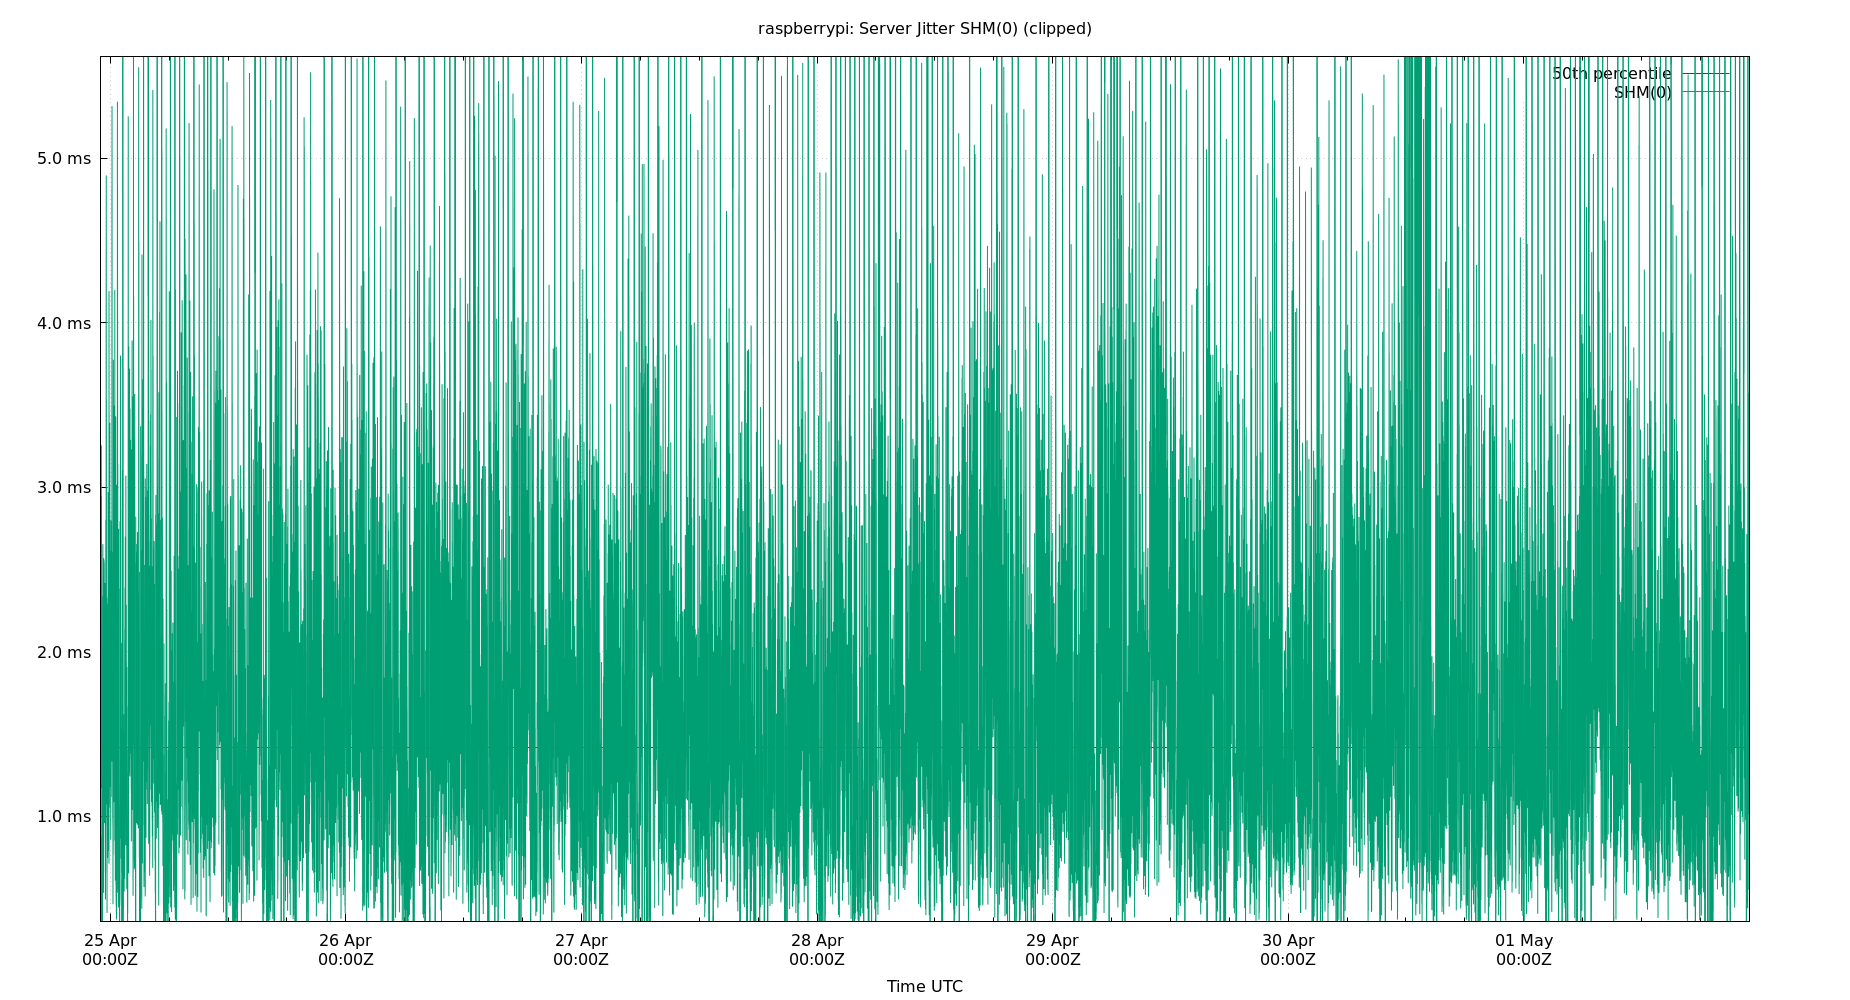 raspberrypi: Server Jitter SHM(0) (clipped)
50th percentile
SHM(0)
5.0 ms
4.0 ms
3.0 ms
2.0 ms
1.0 ms
25 Apr 26 Apr 27 Apr 28 Apr 29 Apr 30 Apr 01 May
00:00Z 00:00Z 00:00Z 00:00Z 00:00Z 00:00Z 00:00Z
Time UTC